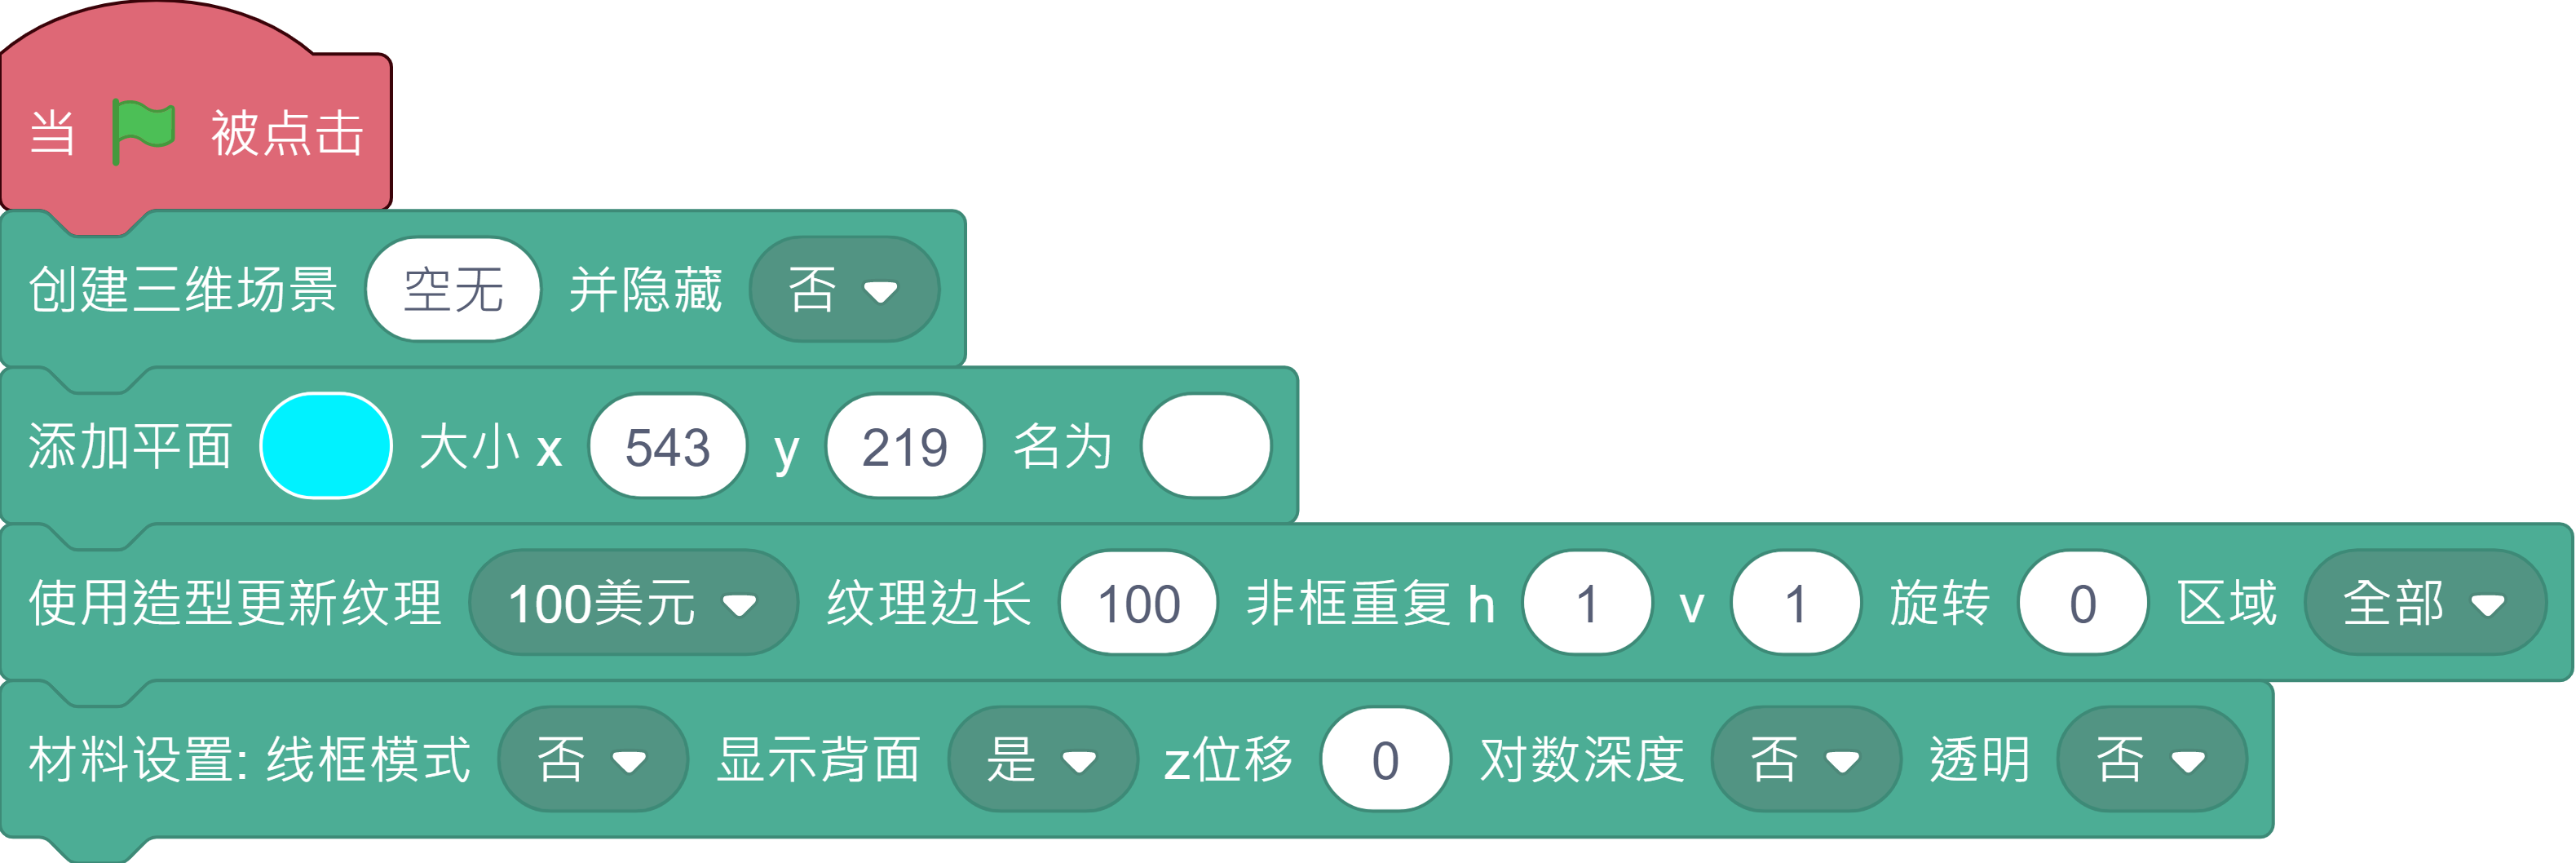 当 被点击
创建三维场景 空无 并隐藏 否
添加平面 大小 x 543 y 219 名为
使用造型更新纹理 100美元 纹理边长 100 非框重复 h 1 v 1 旋转 0 区域 全部
材料设置: 线框模式 否 显示背面 是 z位移 0 对数深度 否 透明 否